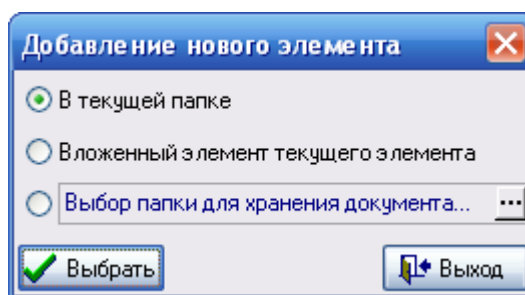 Добавление нового элемента
В текущей папке
Вложенный элемент текущего элемента
Выбор папки для хранения документа... ...
Выбрать Выход